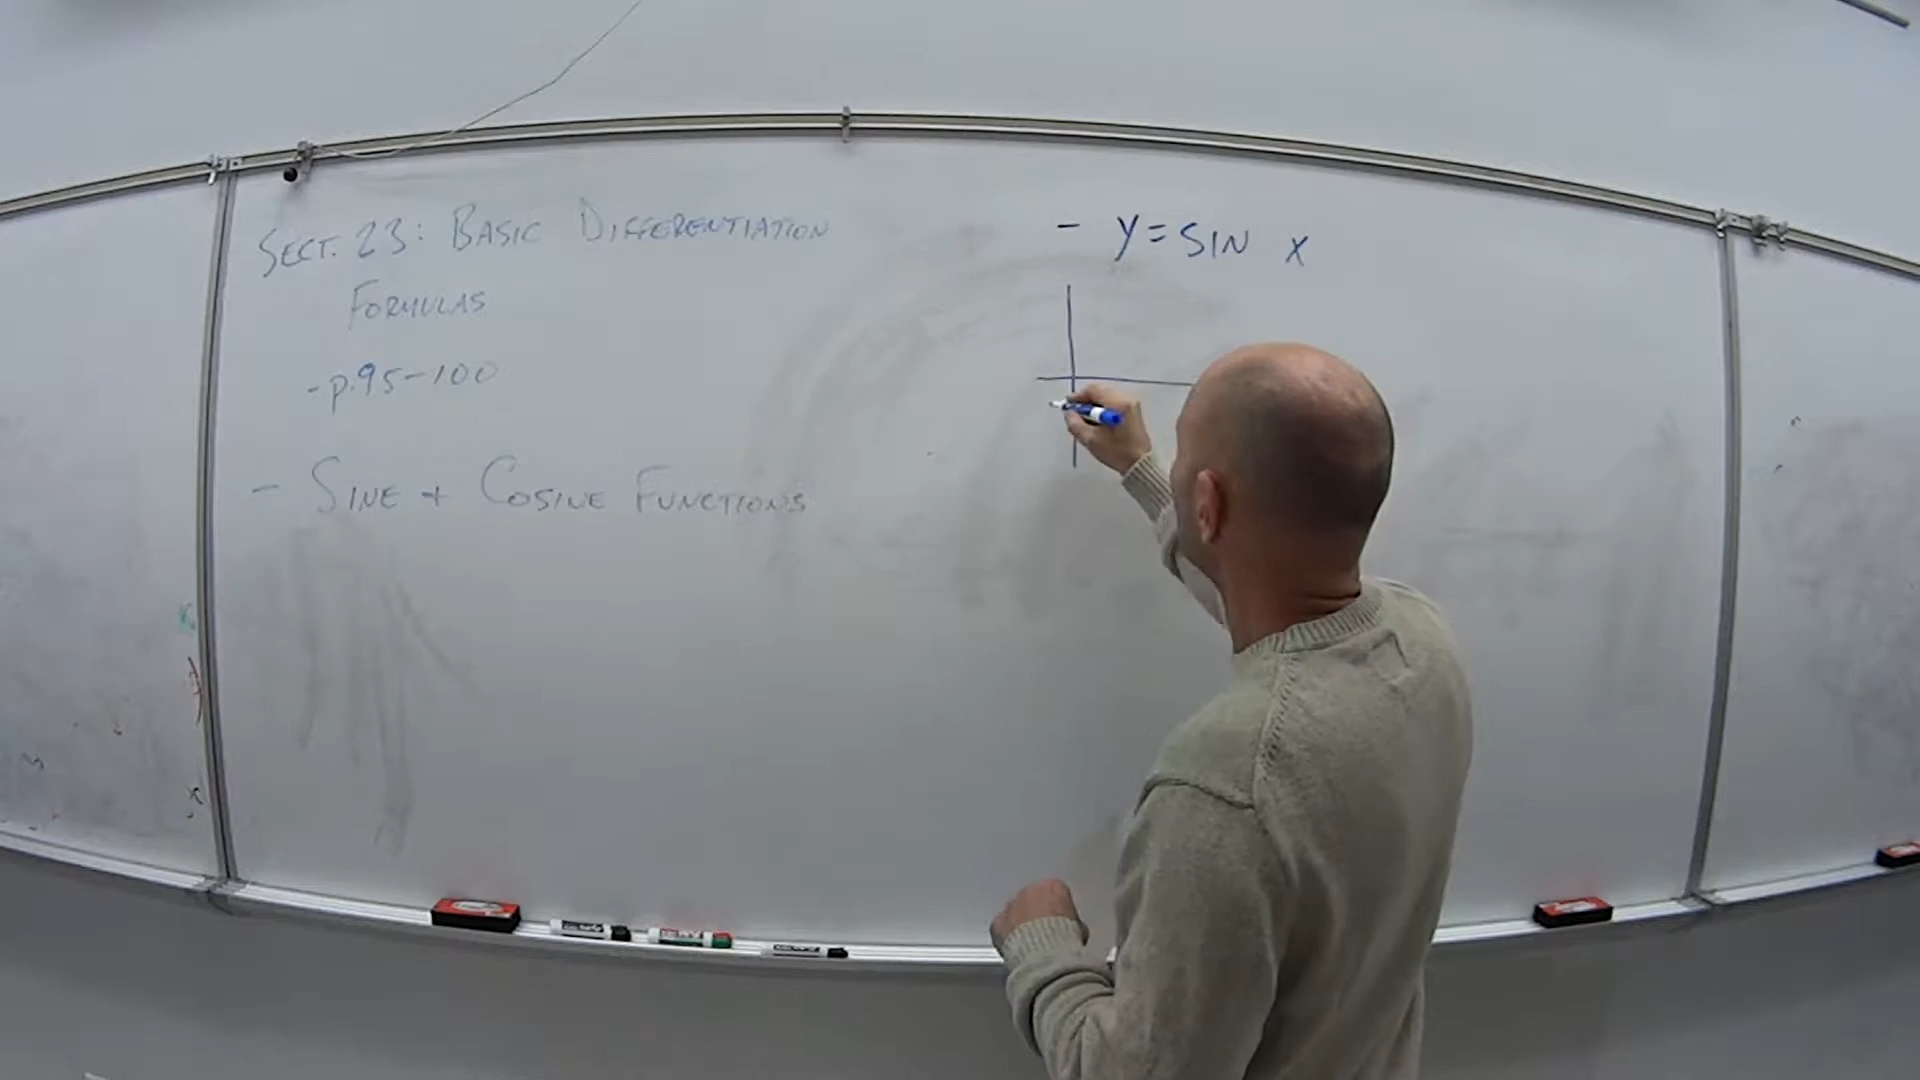 SECT. 23: BASIC DIFFERENTIATION
FORMULAS
- p. 95-100
- SINE + COSINE FUNCTIONS
- y = SIN x